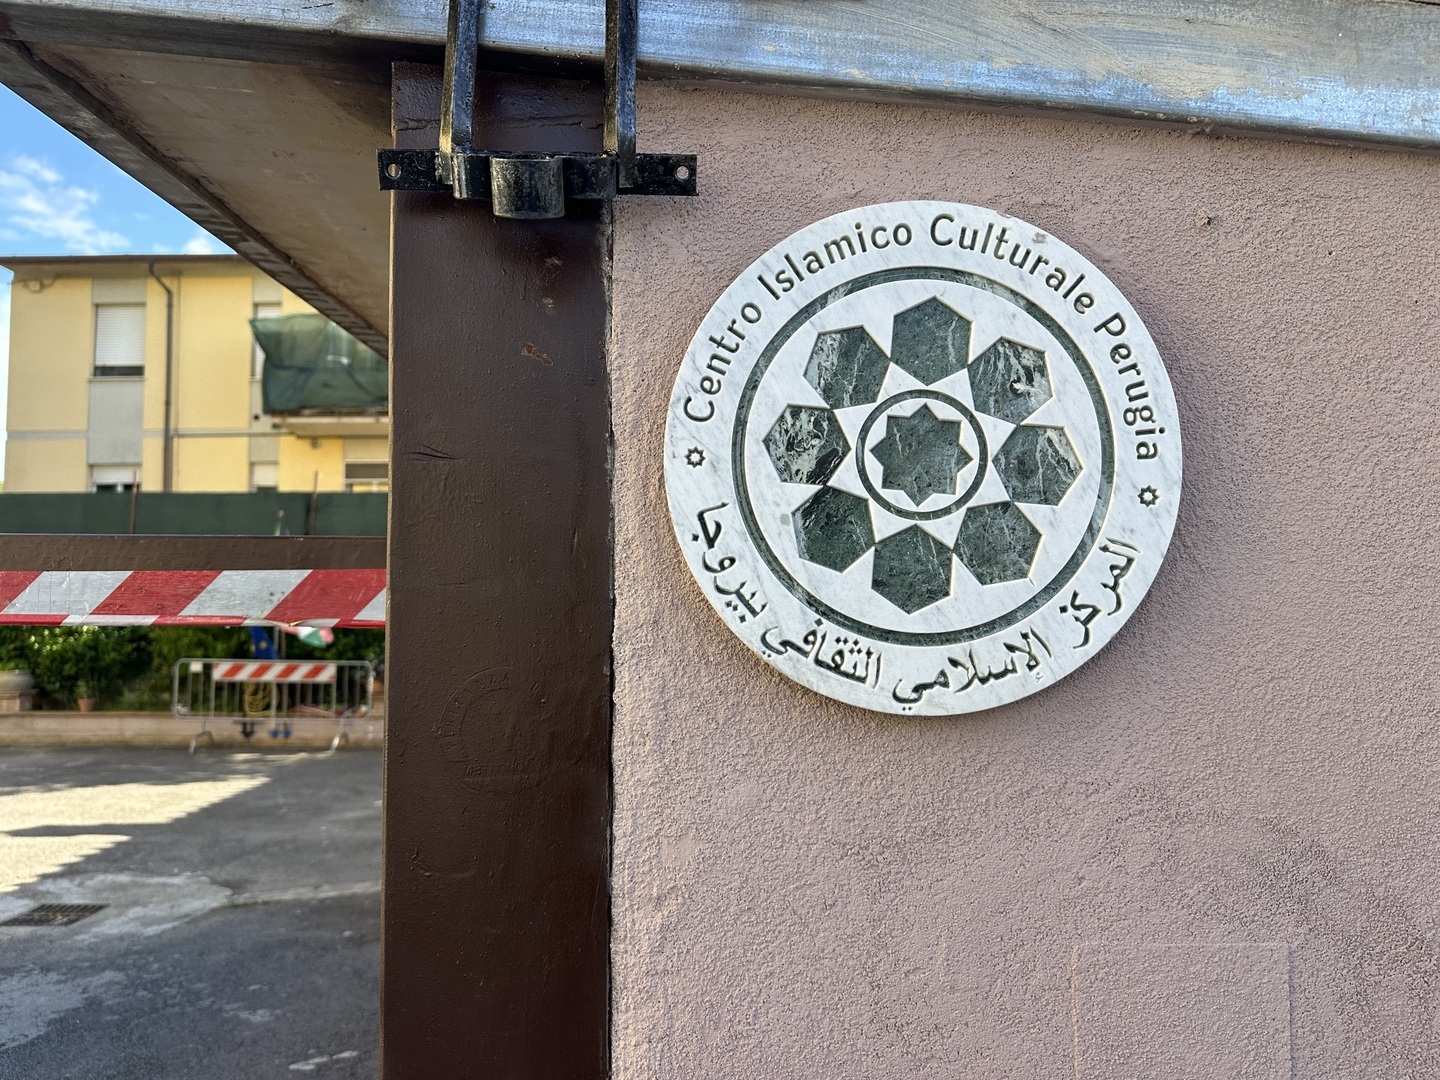 Centro Islamico Culturale Perugia
المركز الإسلامي الثقافي بيروجا